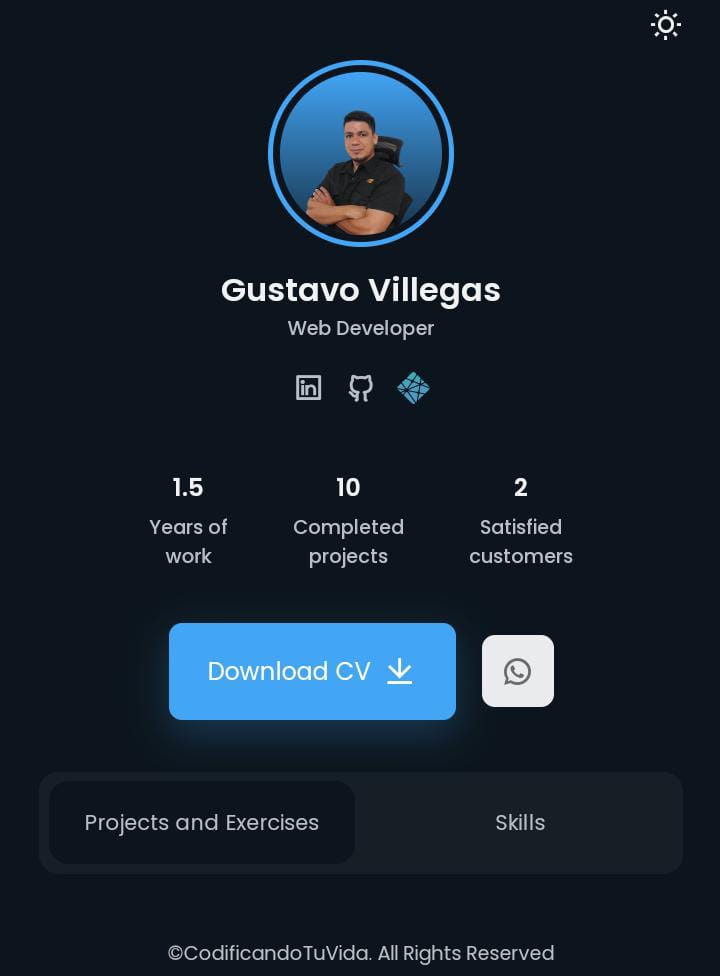 Gustavo Villegas
Web Developer
1.5
10
2
Years of
work
Completed
projects
Satisfied
customers
Download CV
Projects and Exercises
Skills
©CodificandoTuVida. All Rights Reserved